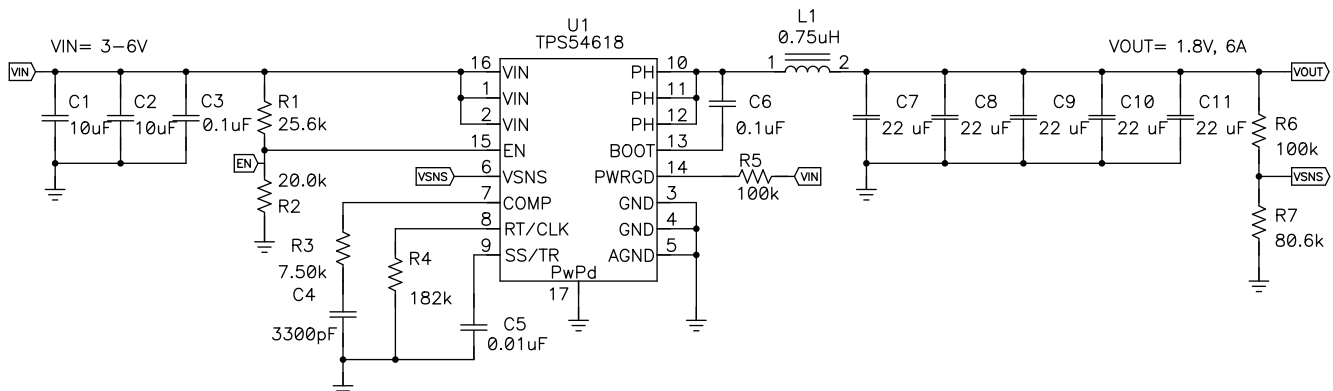 U1
TPS54618
L1
0.75uH
VIN= 3-6V
VOUT= 1.8V, 6A
VIN
VOUT
C1
10uF
C2
10uF
C3
0.1uF
R1
25.6k
EN
20.0k
R2
16
VIN
1
VIN
2
VIN
15
EN
VSNS
6
VSNS
7
COMP
8
RT/CLK
9
SS/TR
PH
10
PH
11
PH
12
BOOT
13
PWRGD
14
GND
3
GND
4
AGND
5
PwPd
17
1
2
C6
0.1uF
R5
100k
VIN
C7
22 uF
C8
22 uF
C9
22 uF
C10
22 uF
C11
22 uF
R6
100k
VSNS
R7
80.6k
R3
7.50k
C4
3300pF
R4
182k
C5
0.01uF